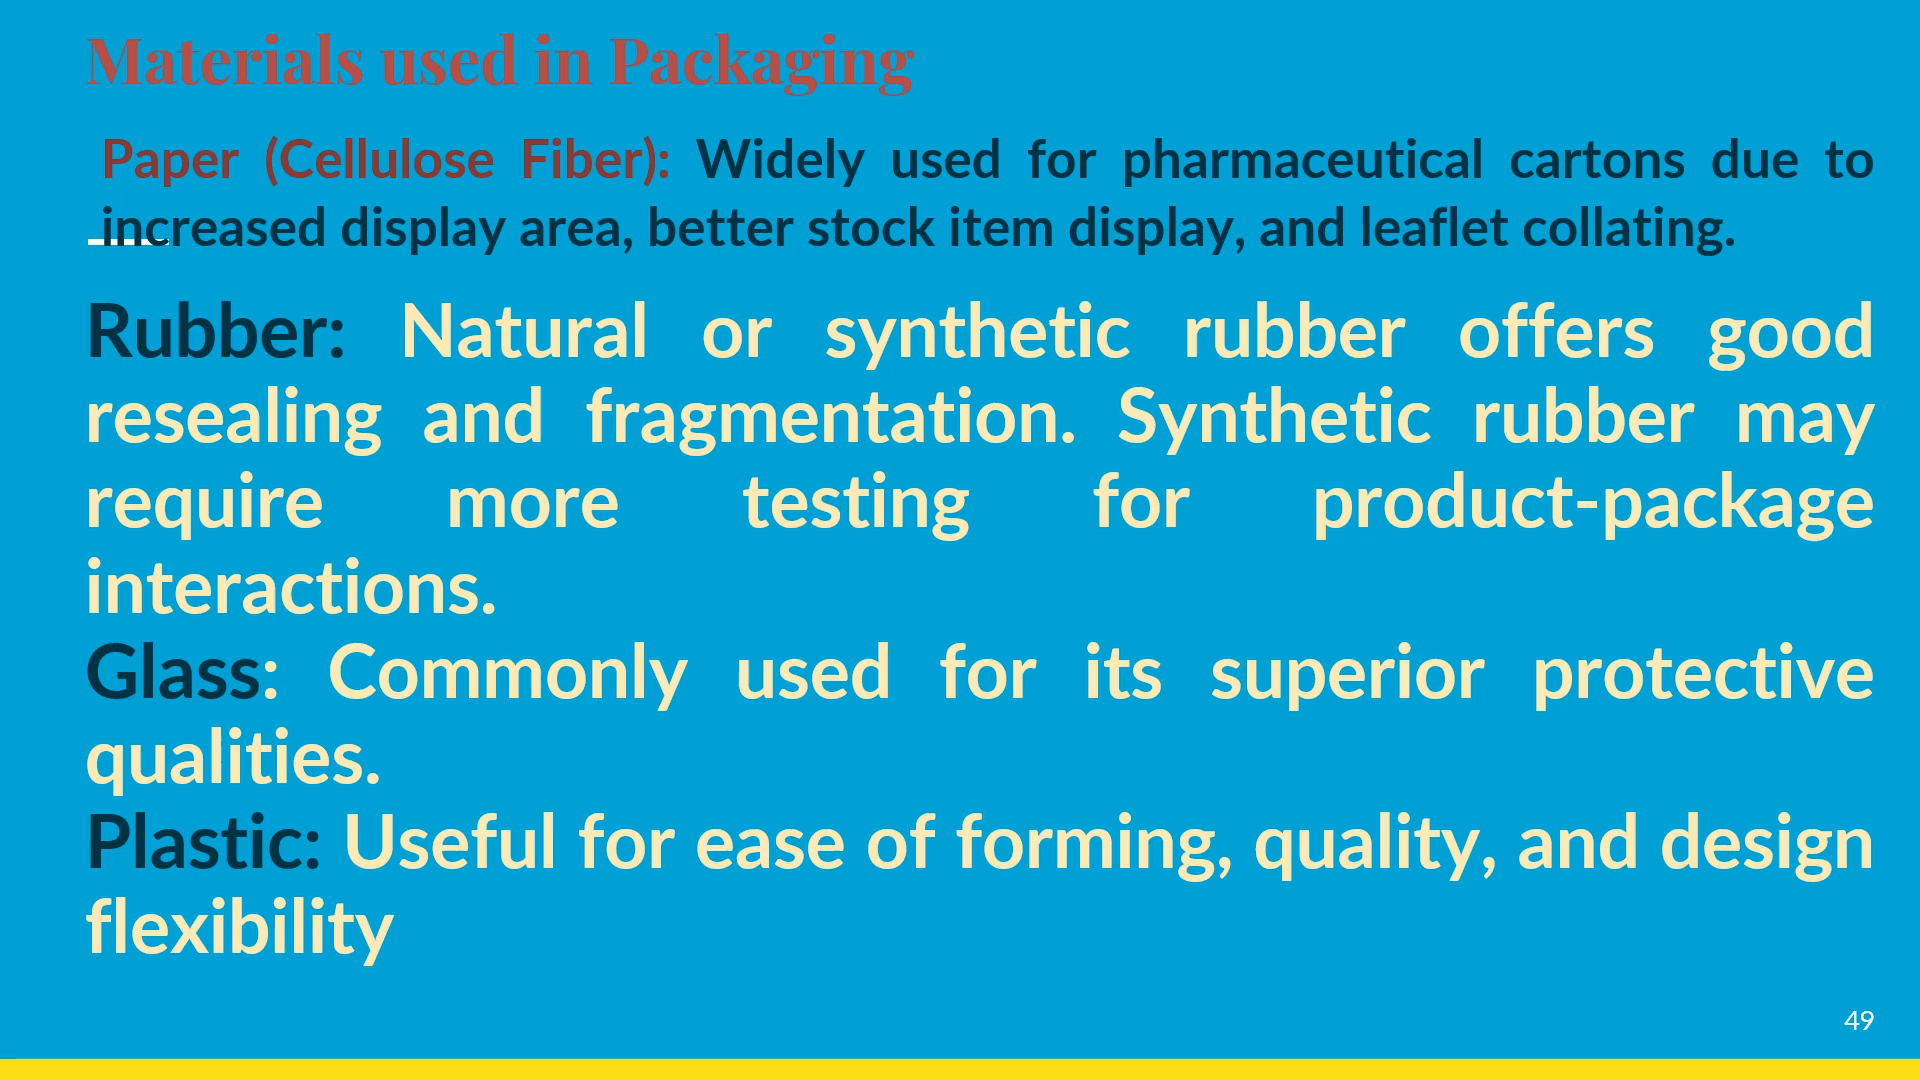 Materials used in Packaging
Paper (Cellulose Fiber): Widely used for pharmaceutical cartons due to
increased display area, better stock item display, and leaflet collating.
Rubber: Natural or synthetic rubber offers good
resealing and fragmentation. Synthetic rubber may
require more testing for product-package
interactions.
Glass: Commonly used for its superior protective
qualities.
Plastic: Useful for ease of forming, quality, and design
flexibility
49